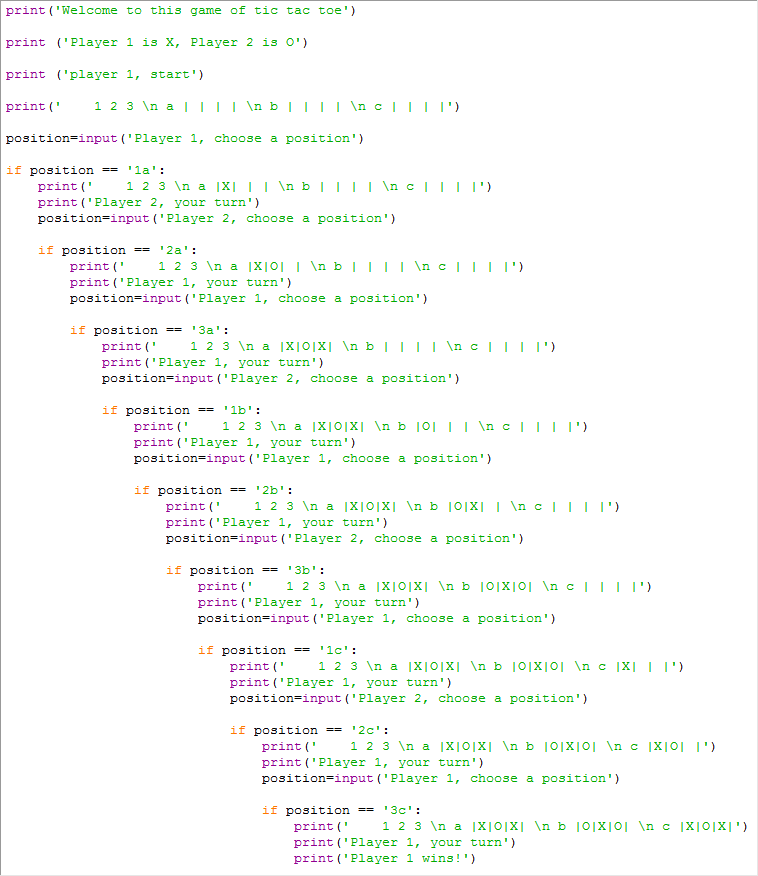 print('Welcome to this game of tic tac toe')
print ('Player 1 is X, Player 2 is O')
print ('player 1, start')
print('    1 2 3 \n a | | | | \n b | | | | \n c | | | |')
position=input('Player 1, choose a position')
if position == '1a':
    print('    1 2 3 \n a |X| | | \n b | | | | \n c | | | |')
    print('Player 2, your turn')
    position=input('Player 2, choose a position')
    if position == '2a':
        print('    1 2 3 \n a |X|O| | \n b | | | | \n c | | | |')
        print('Player 1, your turn')
        position=input('Player 1, choose a position')
        if position == '3a':
            print('    1 2 3 \n a |X|O|X| \n b | | | | \n c | | | |')
            print('Player 1, your turn')
            position=input('Player 2, choose a position')
            if position == '1b':
                print('    1 2 3 \n a |X|O|X| \n b |O| | | \n c | | | |')
                print('Player 1, your turn')
                position=input('Player 1, choose a position')
                if position == '2b':
                    print('    1 2 3 \n a |X|O|X| \n b |O|X| | \n c | | | |')
                    print('Player 1, your turn')
                    position=input('Player 2, choose a position')
                    if position == '3b':
                        print('    1 2 3 \n a |X|O|X| \n b |O|X|O| \n c | | | |')
                        print('Player 1, your turn')
                        position=input('Player 1, choose a position')
                        if position == '1c':
                            print('    1 2 3 \n a |X|O|X| \n b |O|X|O| \n c |X| | |')
                            print('Player 1, your turn')
                            position=input('Player 2, choose a position')
                            if position == '2c':
                                print('    1 2 3 \n a |X|O|X| \n b |O|X|O| \n c |X|O| |')
                                print('Player 1, your turn')
                                position=input('Player 1, choose a position')
                                if position == '3c':
                                    print('    1 2 3 \n a |X|O|X| \n b |O|X|O| \n c |X|O|X|')
                                    print('Player 1, your turn')
                                    print('Player 1 wins!')